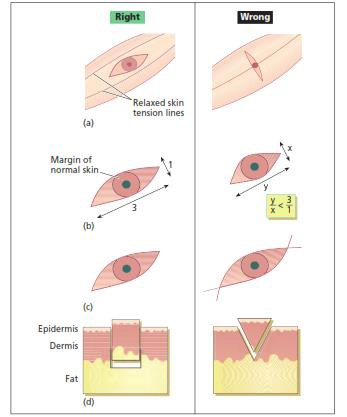 Right
Wrong
Relaxed skin
tension lines
(a)
Margin of
normal skin
1
3
x
y
y/x < 3/1
(b)
(c)
Epidermis
Dermis
Fat
(d)